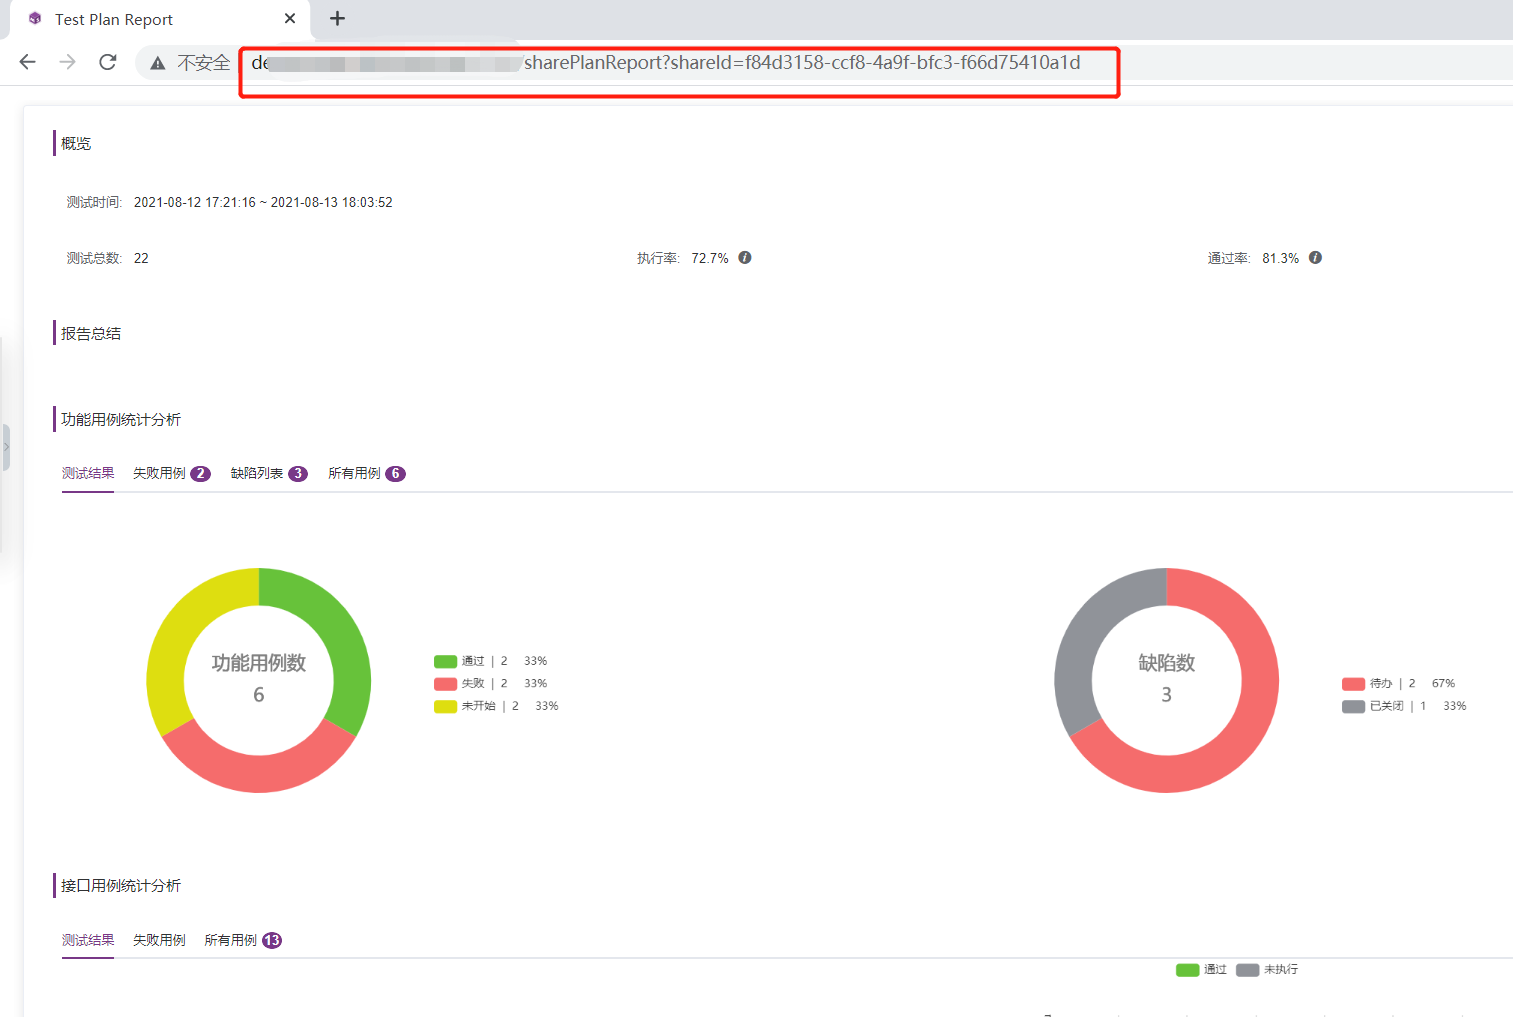 Test Plan Report
不安全 de /sharePlanReport?shareId=f84d3158-ccf8-4a9f-bfc3-f66d75410a1d
概览
测试时间: 2021-08-12 17:21:16 ~ 2021-08-13 18:03:52
测试总数: 22 执行率: 72.7% 通过率: 81.3%
报告总结
功能用例统计分析
测试结果 失败用例 2 缺陷列表 3 所有用例 6
功能用例数
6
通过 | 2 33%
失败 | 2 33%
未开始 | 2 33%
缺陷数
3
待办 | 2 67%
已关闭 | 1 33%
接口用例统计分析
测试结果 失败用例 所有用例 13
通过 未执行